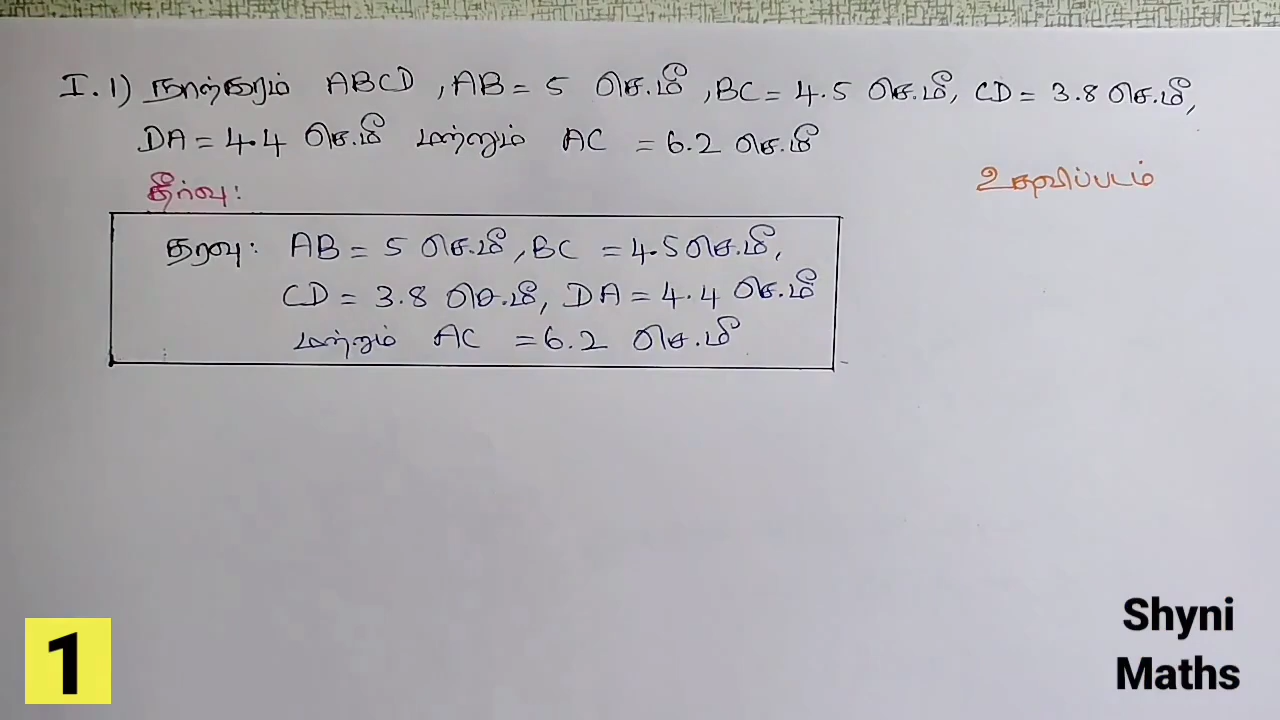 I. 1) நாற்கரம் ABCD , AB = 5 செ.மீ , BC = 4.5 செ.மீ, CD = 3.8 செ.மீ,
DA = 4.4 செ.மீ மற்றும் AC = 6.2 செ.மீ
தீர்வு:
உதவிப்படம்
தரவு: AB = 5 செ.மீ , BC = 4.5 செ.மீ,
CD = 3.8 செ.மீ, DA = 4.4 செ.மீ
மற்றும் AC = 6.2 செ.மீ
1
Shyni
Maths